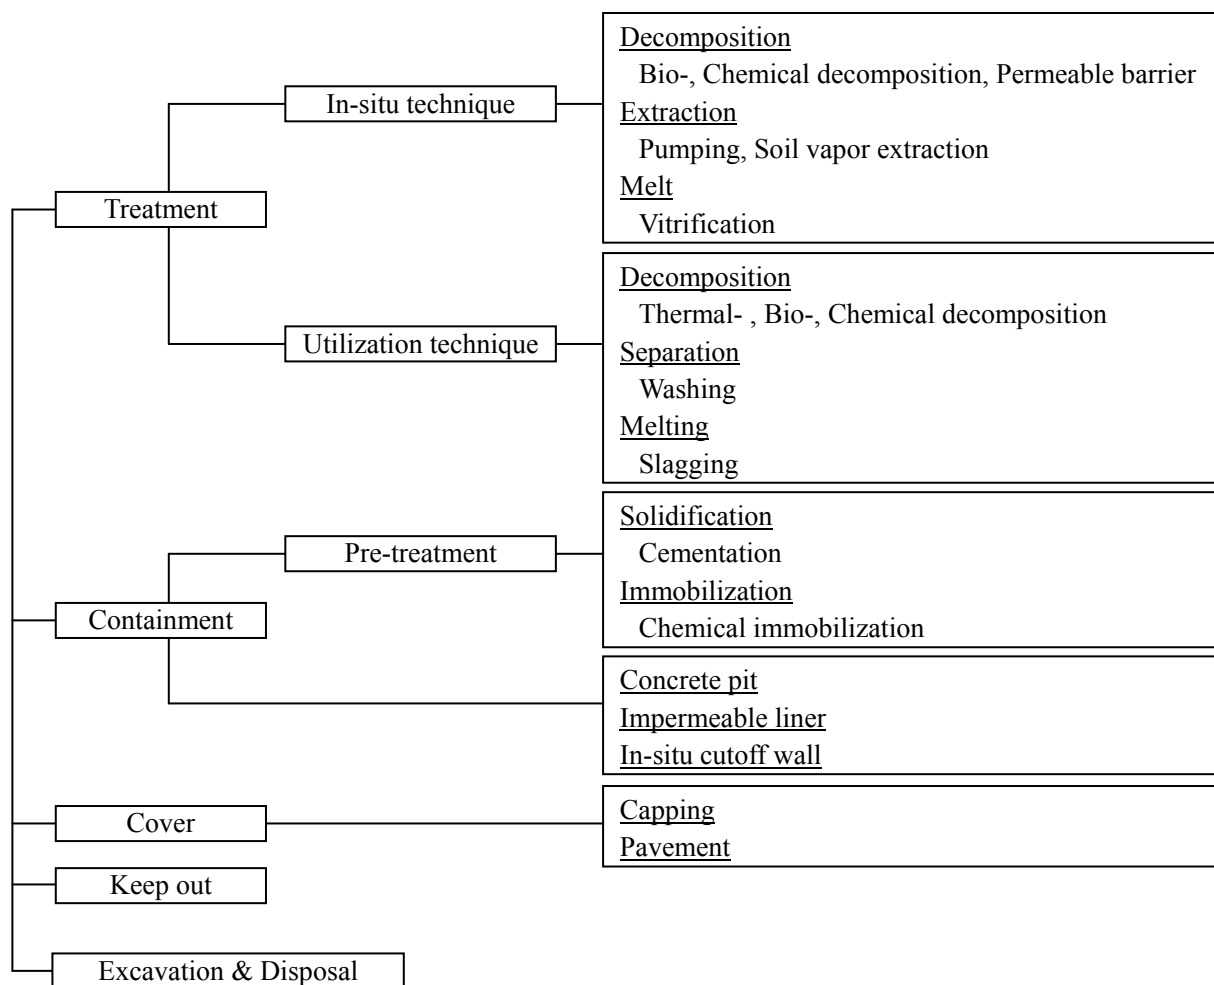 Treatment
In-situ technique
Decomposition
Bio-, Chemical decomposition, Permeable barrier
Extraction
Pumping, Soil vapor extraction
Melt
Vitrification
Utilization technique
Decomposition
Thermal- , Bio-, Chemical decomposition
Separation
Washing
Melting
Slagging
Containment
Pre-treatment
Solidification
Cementation
Immobilization
Chemical immobilization
Concrete pit
Impermeable liner
In-situ cutoff wall
Cover
Capping
Pavement
Keep out
Excavation & Disposal